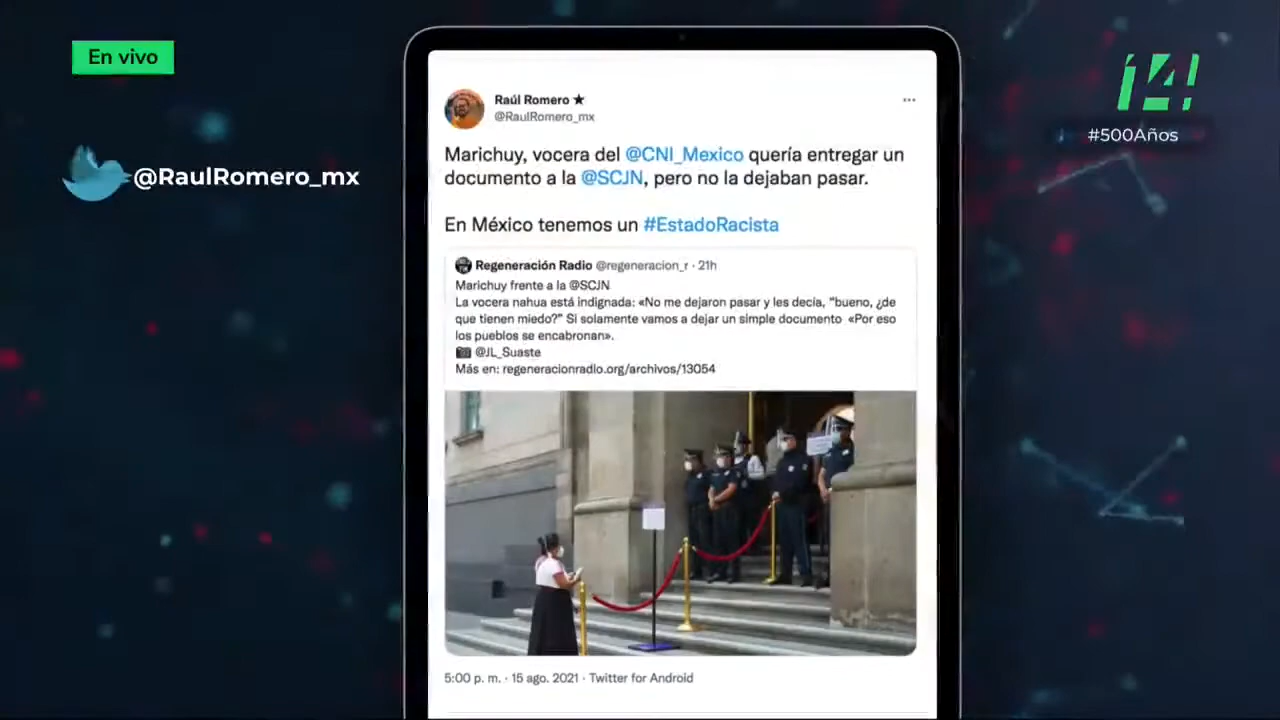 En vivo
14!
#500Años
@RaulRomero_mx
Raúl Romero ★
@RaulRomero_mx
Marichuy, vocera del @CNI_Mexico quería entregar un
documento a la @SCJN, pero no la dejaban pasar.
En México tenemos un #EstadoRacista
Regeneración Radio @regeneracion_r · 21h
Marichuy frente a la @SCJN
La vocera nahua está indignada: «No me dejaron pasar y les decía, "bueno, ¿de
que tienen miedo?" Si solamente vamos a dejar un simple documento «Por eso
los pueblos se encabronan».
@JL_Suaste
Más en: regeneracionradio.org/archivos/13054
5:00 p. m. · 15 ago. 2021 · Twitter for Android